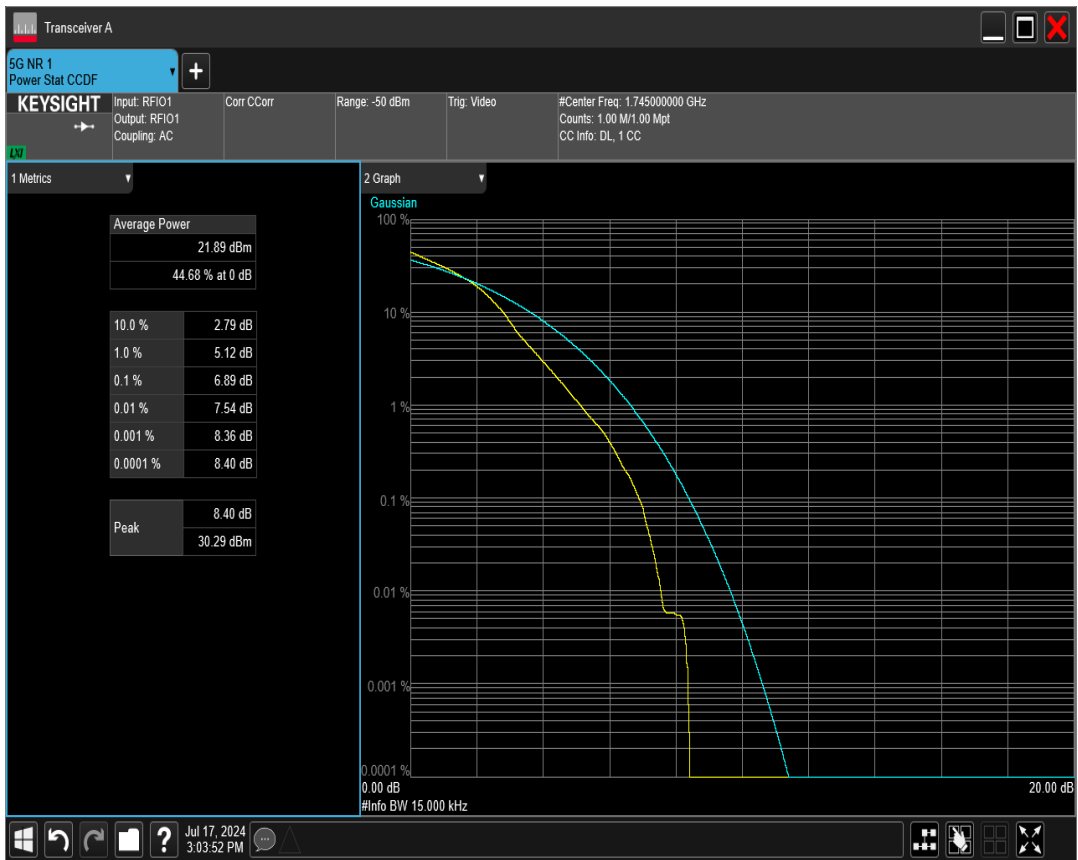 Transceiver A
5G NR 1
Power Stat CCDF
KEYSIGHT
LXI
Input: RFIO1
Output: RFIO1
Coupling: AC
Corr CCorr
Range: -50 dBm
Trig: Video
#Center Freq: 1.745000000 GHz
Counts: 1.00 M/1.00 Mpt
CC Info: DL, 1 CC
1 Metrics
Average Power
21.89 dBm
44.68 % at 0 dB
10.0 % 2.79 dB
1.0 % 5.12 dB
0.1 % 6.89 dB
0.01 % 7.54 dB
0.001 % 8.36 dB
0.0001 % 8.40 dB
Peak
8.40 dB
30.29 dBm
2 Graph
Gaussian
100 %
10 %
1 %
0.1 %
0.01 %
0.001 %
0.0001 %
0.00 dB 20.00 dB
#Info BW 15.000 kHz
?
Jul 17, 2024
3:03:52 PM